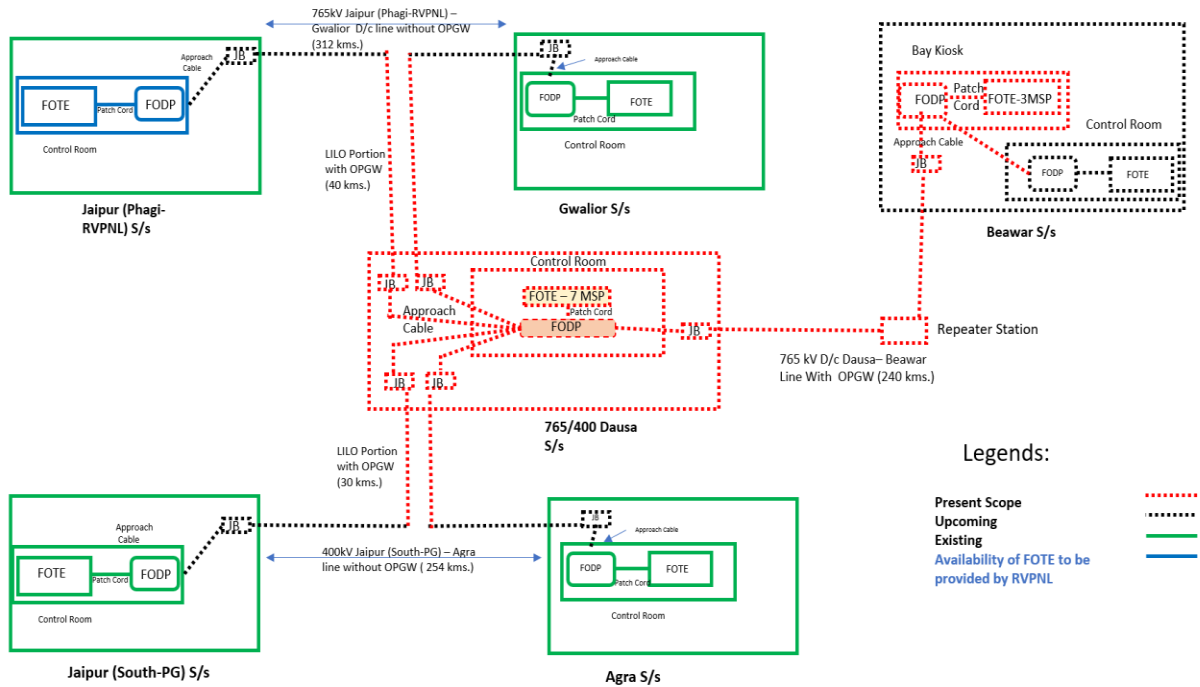 765kV Jaipur (Phagi-RVPNL) –
Gwalior D/c line without OPGW
(312 kms.)
Approach
Cable
JB
FOTE
Patch Cord
FODP
Control Room
Jaipur (Phagi-
RVPNL) S/s
JB
Approach Cable
FODP
FOTE
Patch Cord
Control Room
Gwalior S/s
Bay Kiosk
FODP
Patch
Cord
FOTE-3MSP
Approach Cable
JB
Control Room
FODP
FOTE
Beawar S/s
LILO Portion
with OPGW
(40 kms.)
Control Room
JB
JB
FOTE – 7 MSP
Patch Cord
FODP
Approach
Cable
JB
JB
JB
765/400 Dausa
S/s
Repeater Station
765 kV D/c Dausa– Beawar
Line With OPGW (240 kms.)
LILO Portion
with OPGW
(30 kms.)
JB
Approach
Cable
FOTE
Patch Cord
FODP
Control Room
Jaipur (South-PG) S/s
400kV Jaipur (South-PG) – Agra
line without OPGW ( 254 kms.)
JB
Approach Cable
FODP
FOTE
Patch Cord
Control Room
Agra S/s
Legends:
Present Scope
Upcoming
Existing
Availability of FOTE to be
provided by RVPNL